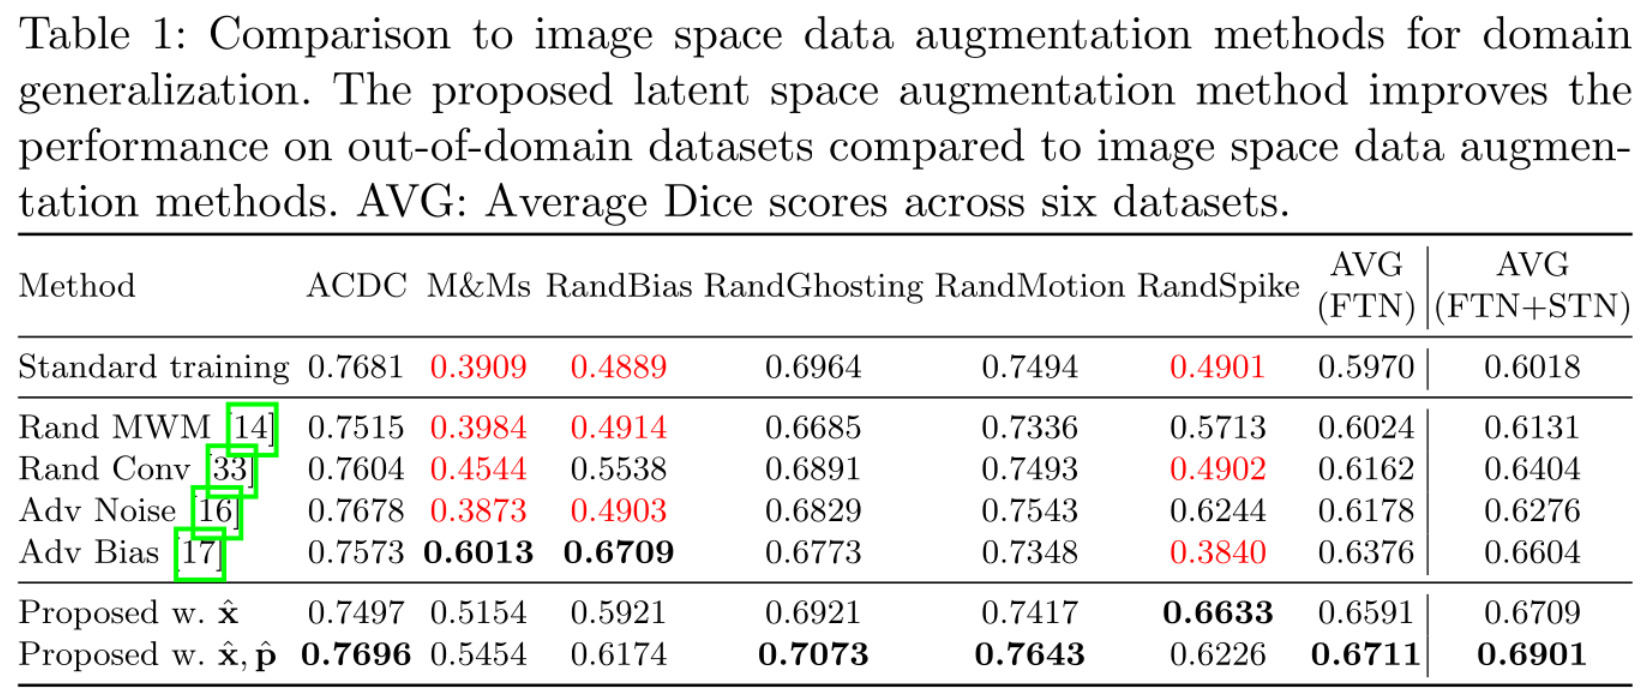 Table 1: Comparison to image space data augmentation methods for domain
generalization. The proposed latent space augmentation method improves the
performance on out-of-domain datasets compared to image space data augmen-
tation methods. AVG: Average Dice scores across six datasets.
Method ACDC M&Ms RandBias RandGhosting RandMotion RandSpike AVG (FTN) AVG (FTN+STN)
Standard training 0.7681 0.3909 0.4889 0.6964 0.7494 0.4901 0.5970 0.6018
Rand MWM [14] 0.7515 0.3984 0.4914 0.6685 0.7336 0.5713 0.6024 0.6131
Rand Conv [33] 0.7604 0.4544 0.5538 0.6891 0.7493 0.4902 0.6162 0.6404
Adv Noise [16] 0.7678 0.3873 0.4903 0.6829 0.7543 0.6244 0.6178 0.6276
Adv Bias [17] 0.7573 0.6013 0.6709 0.6773 0.7348 0.3840 0.6376 0.6604
Proposed w. x̂ 0.7497 0.5154 0.5921 0.6921 0.7417 0.6633 0.6591 0.6709
Proposed w. x̂, p̂ 0.7696 0.5454 0.6174 0.7073 0.7643 0.6226 0.6711 0.6901